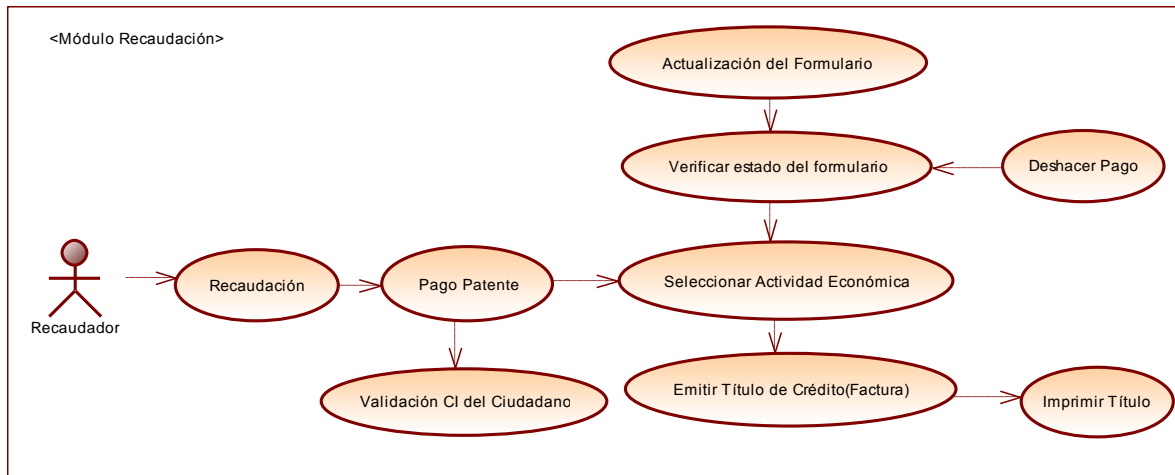 <Módulo Recaudación>
Actualización del Formulario
Verificar estado del formulario
Deshacer Pago
Recaudación
Pago Patente
Seleccionar Actividad Económica
Recaudador
Validación CI del Ciudadano
Emitir Título de Crédito(Factura)
Imprimir Título